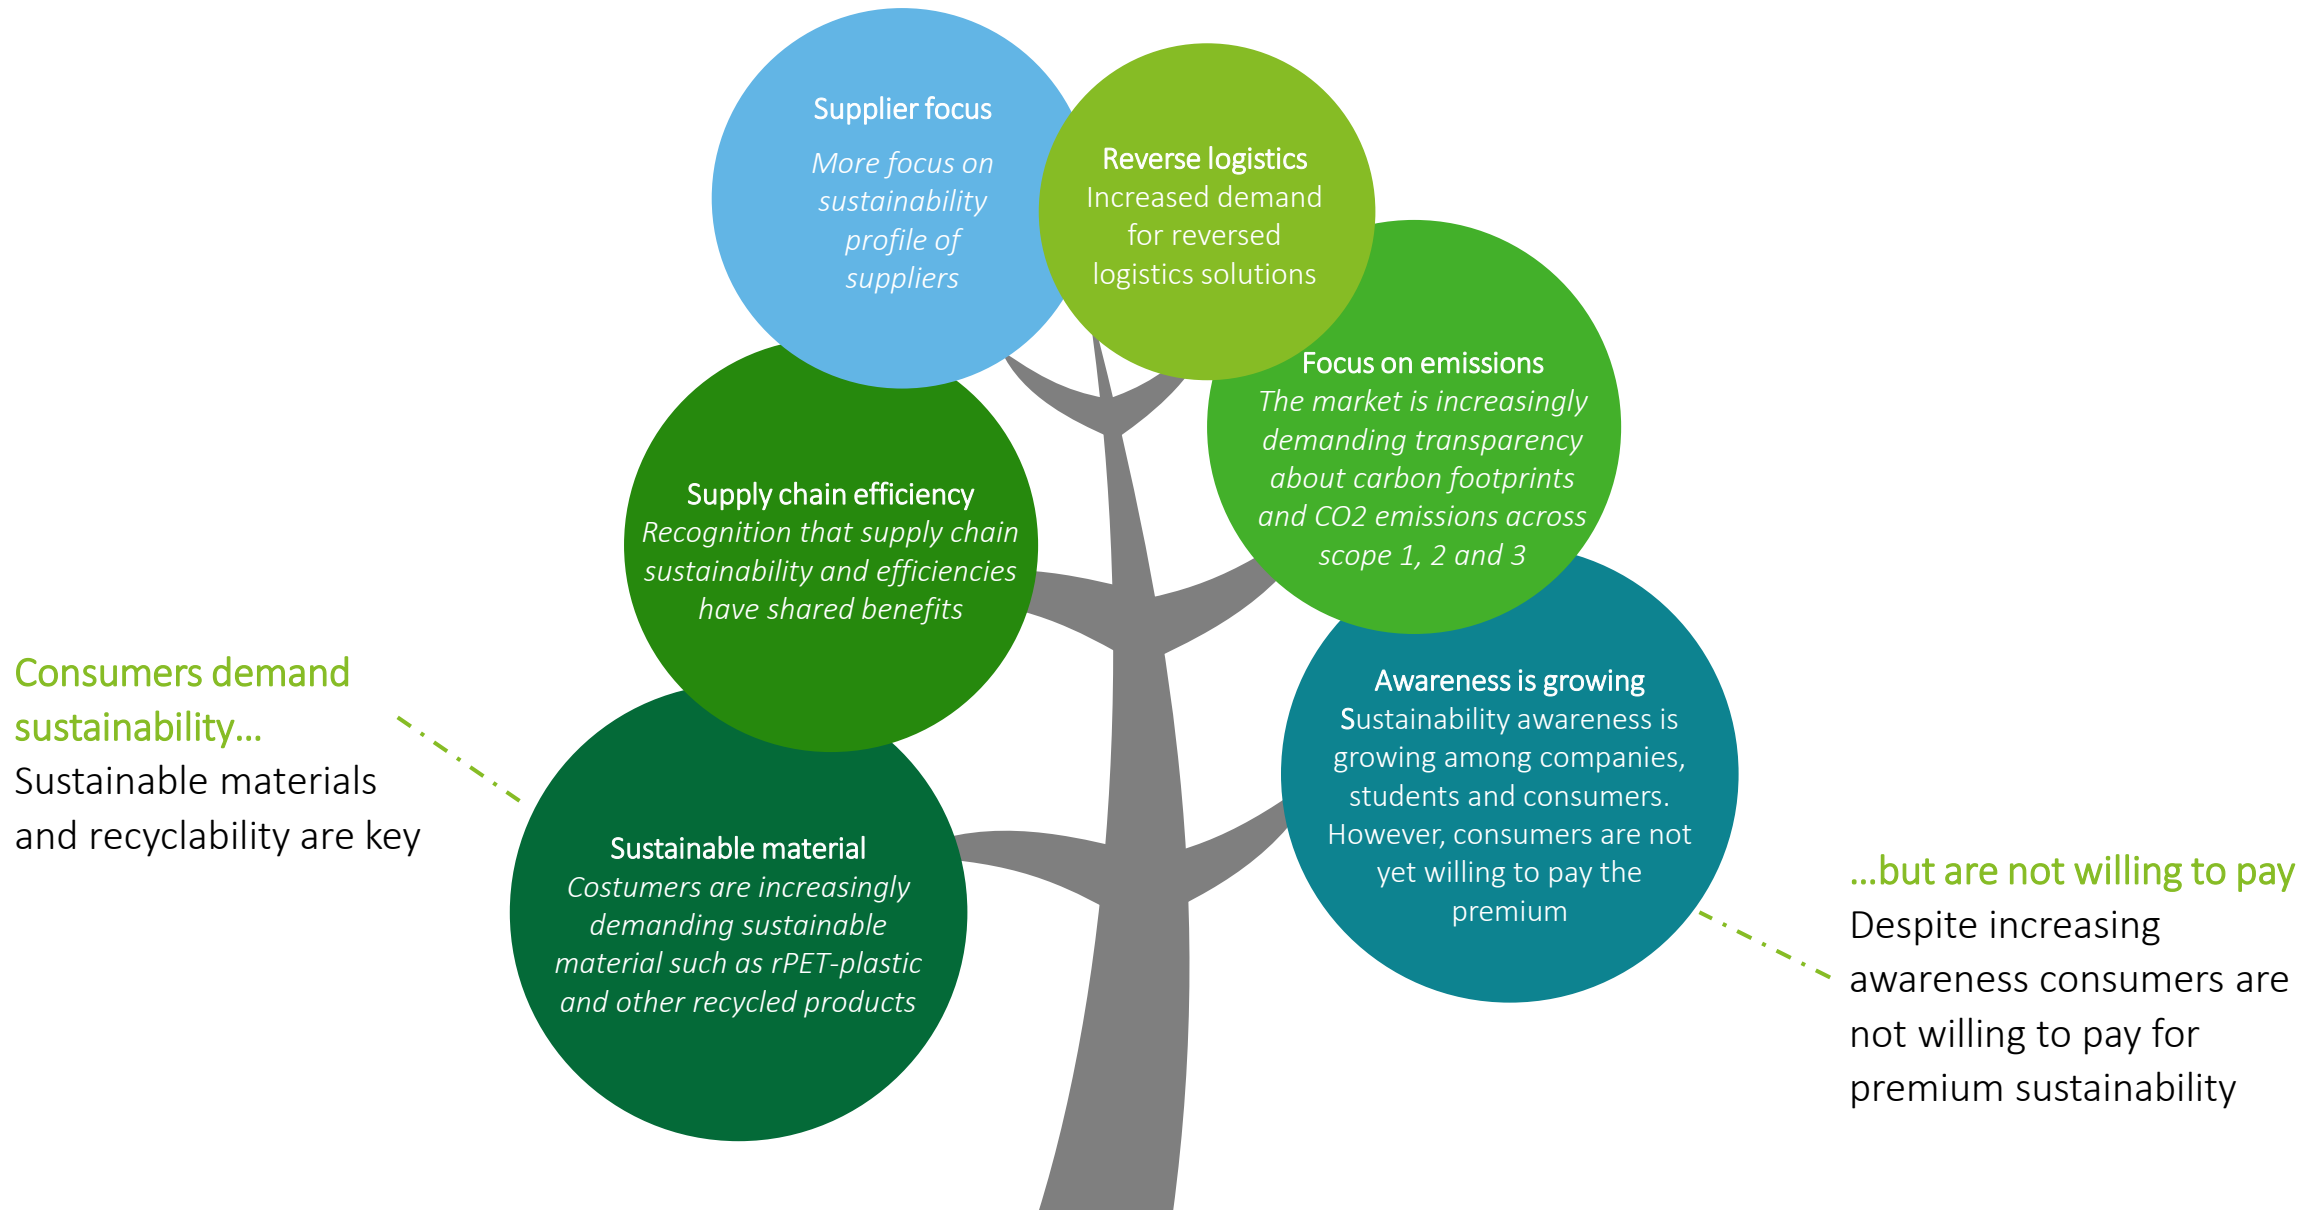 Supplier focus
More focus on
sustainability
profile of
suppliers
Reverse logistics
Increased demand
for reversed
logistics solutions
Focus on emissions
The market is increasingly
demanding transparency
about carbon footprints
and CO2 emissions across
scope 1, 2 and 3
Supply chain efficiency
Recognition that supply chain
sustainability and efficiencies
have shared benefits
Consumers demand
sustainability...
Sustainable materials
and recyclability are key
Awareness is growing
Sustainability awareness is
growing among companies,
students and consumers.
However, consumers are not
yet willing to pay the
premium
Sustainable material
Costumers are increasingly
demanding sustainable
material such as rPET-plastic
and other recycled products
...but are not willing to pay
Despite increasing
awareness consumers are
not willing to pay for
premium sustainability